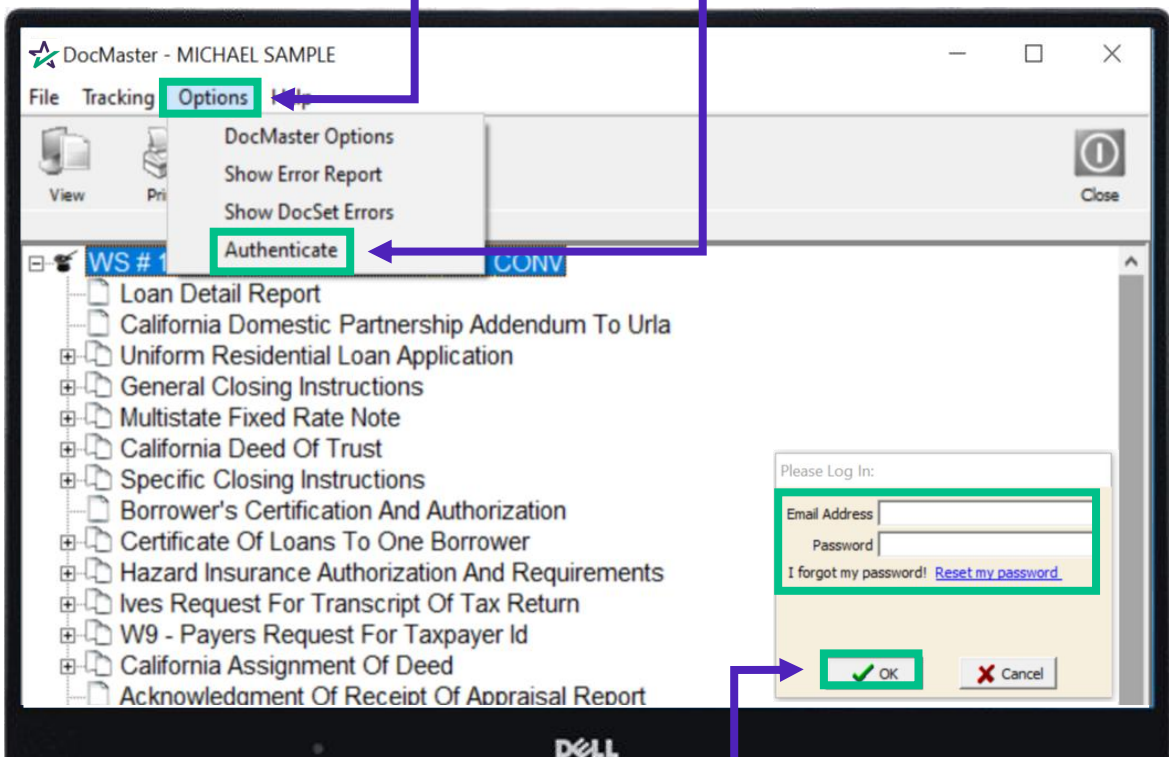 DocMaster - MICHAEL SAMPLE
File Tracking Options Help
DocMaster Options
Show Error Report
Show DocSet Errors
Authenticate
View
Close
WS # 1 CONV
Loan Detail Report
California Domestic Partnership Addendum To Urla
Uniform Residential Loan Application
General Closing Instructions
Multistate Fixed Rate Note
California Deed Of Trust
Specific Closing Instructions
Borrower's Certification And Authorization
Certificate Of Loans To One Borrower
Hazard Insurance Authorization And Requirements
Ives Request For Transcript Of Tax Return
W9 - Payers Request For Taxpayer Id
California Assignment Of Deed
Acknowledgment Of Receipt Of Appraisal Report
Please Log In:
Email Address
Password
I forgot my password! Reset my password
OK Cancel
DELL